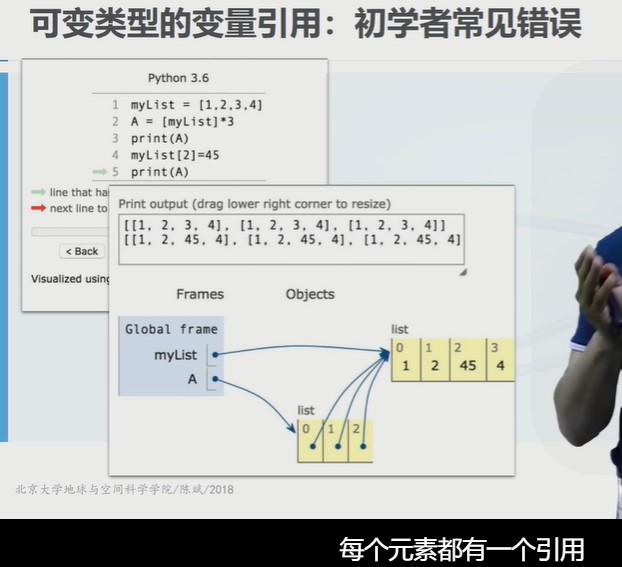 可变类型的变量引用：初学者常见错误
Python 3.6
1 myList = [1,2,3,4]
2 A = [myList]*3
3 print(A)
4 myList[2]=45
5 print(A)
line that ha
next line to
< Back
Visualized using
Print output (drag lower right corner to resize)
[[1, 2, 3, 4], [1, 2, 3, 4], [1, 2, 3, 4]]
[[1, 2, 45, 4], [1, 2, 45, 4], [1, 2, 45, 4]
Frames Objects
Global frame
myList
A
list
0 1 2 3
1 2 45 4
list
0 1 2
北京大学地球与空间科学学院/陈斌/2018
每个元素都有一个引用